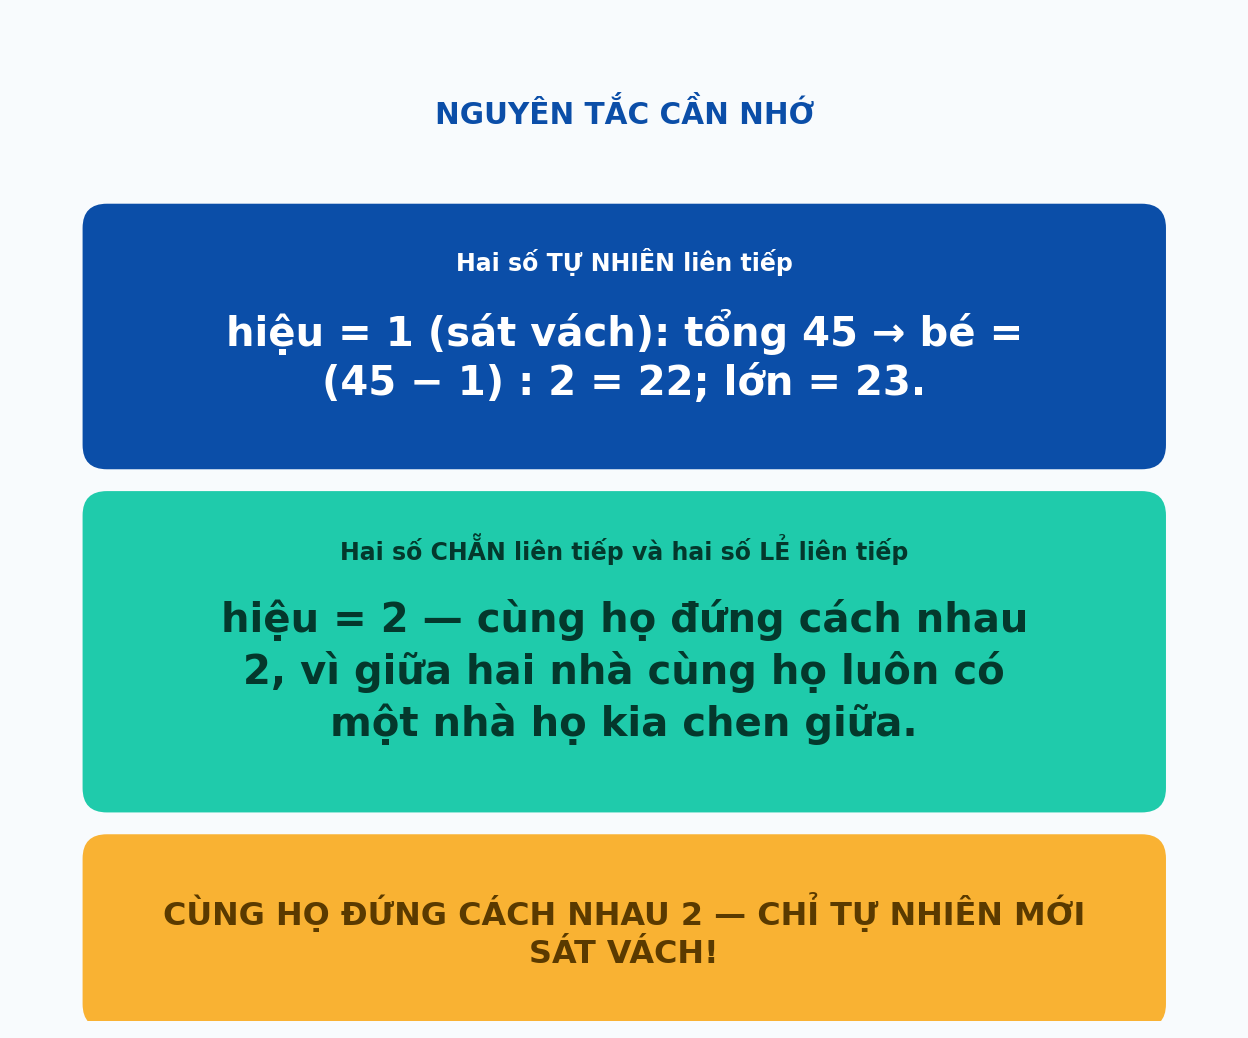 NGUYÊN TẮC CẦN NHỚ
Hai số TỰ NHIÊN liên tiếp
hiệu = 1 (sát vách): tổng 45 → bé =
(45 − 1) : 2 = 22; lớn = 23.
Hai số CHẴN liên tiếp và hai số LẺ liên tiếp
hiệu = 2 — cùng họ đứng cách nhau
2, vì giữa hai nhà cùng họ luôn có
một nhà họ kia chen giữa.
CÙNG HỌ ĐỨNG CÁCH NHAU 2 — CHỈ TỰ NHIÊN MỚI
SÁT VÁCH!